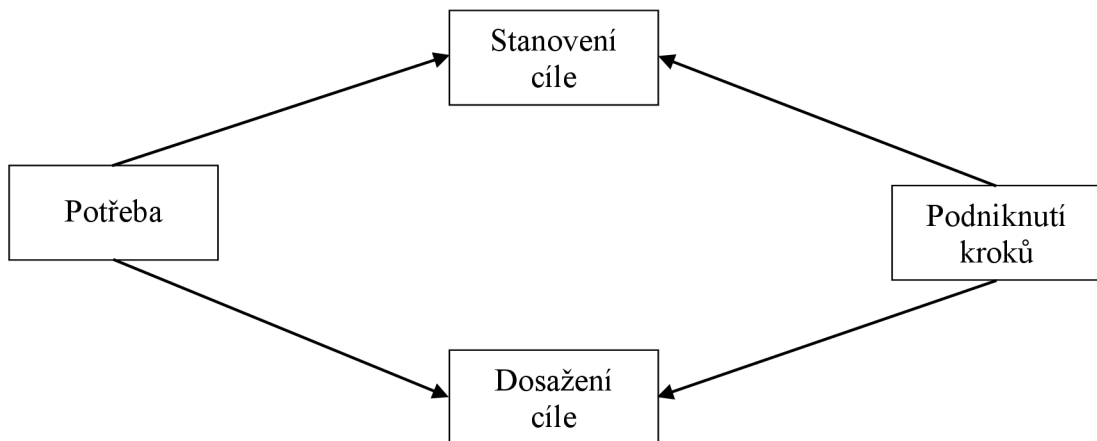 Stanovení
cíle
Potřeba
Podniknutí
kroků
Dosažení
cíle